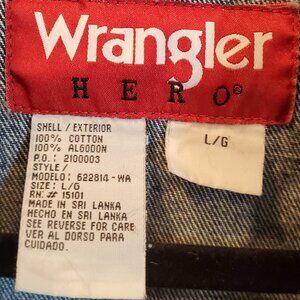 Wrangler
HERO®
SHELL / EXTERIOR
100% COTTON
100% ALGODON
P.O.: 2100003
STYLE /
MODELO: 622814-WA
SIZE: L/G
RN: # 15101
MADE IN SRI LANKA
HECHO EN SRI LANKA
SEE REVERSE FOR CARE
VER AL DORSO PARA
CUIDADO.
L/G